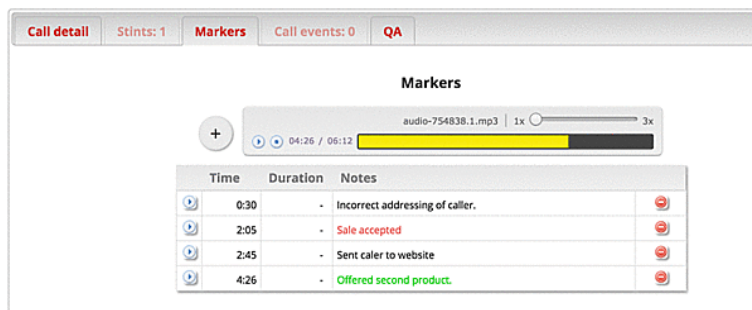 Call detail Stints: 1 Markers Call events: 0 QA
Markers
+
audio-754838.1.mp3 | 1x 3x
04:26 / 06:12
Time Duration Notes
0:30 - Incorrect addressing of caller.
2:05 - Sale accepted
2:45 - Sent caler to website
4:26 - Offered second product.